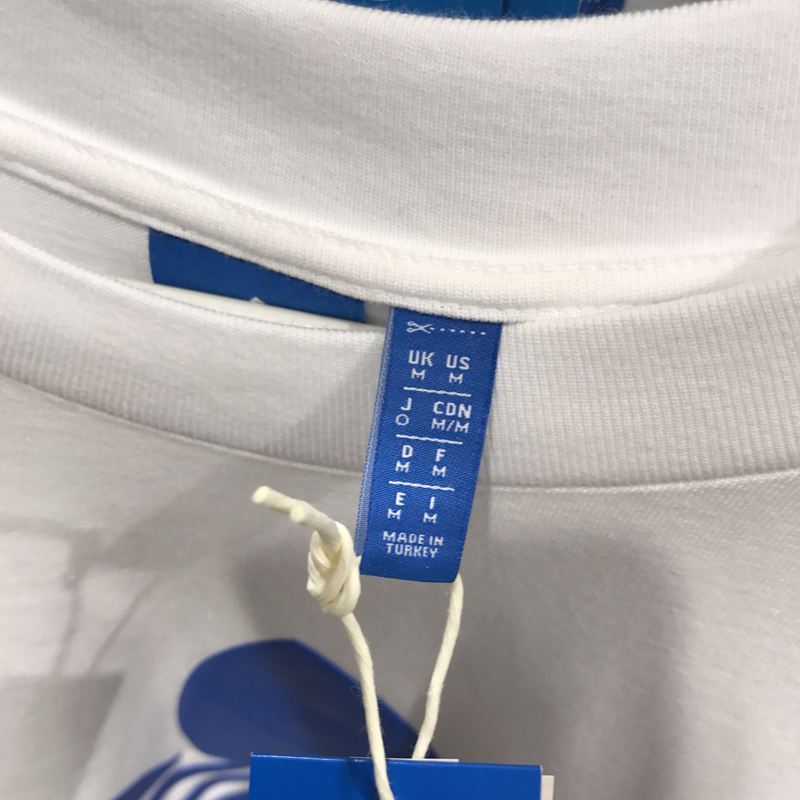 UK US
M M
J CDN
O M/M
D F
M M
E I
M M
MADE IN
TURKEY